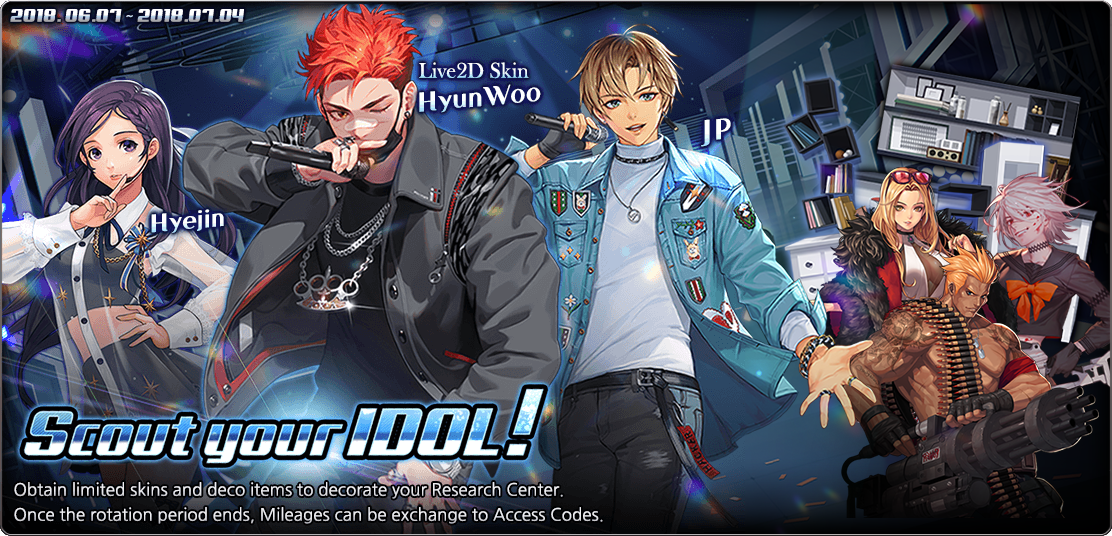 2018. 06.07 ~ 2018.07.04
Live2D Skin
HyunWoo
JP
Hyejin
Scout your IDOL!
Obtain limited skins and deco items to decorate your Research Center.
Once the rotation period ends, Mileages can be exchange to Access Codes.